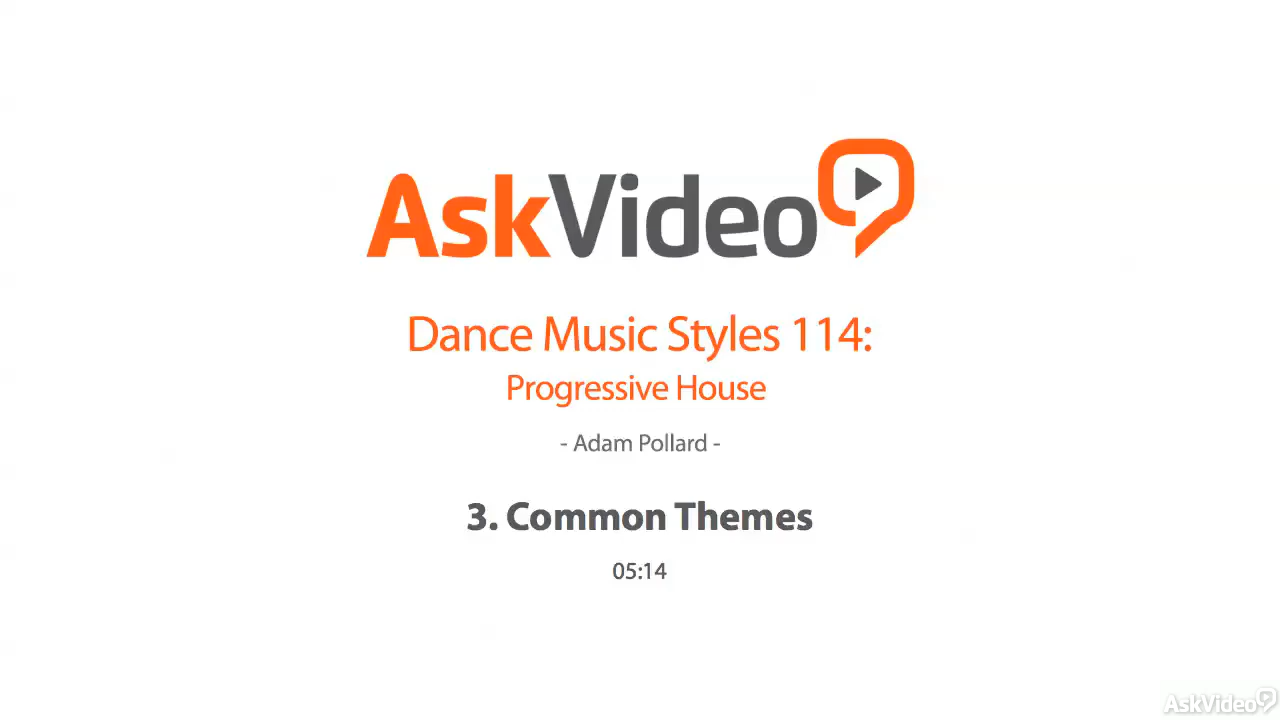 AskVideo
Dance Music Styles 114:
Progressive House
- Adam Pollard -
3. Common Themes
05:14
AskVideo